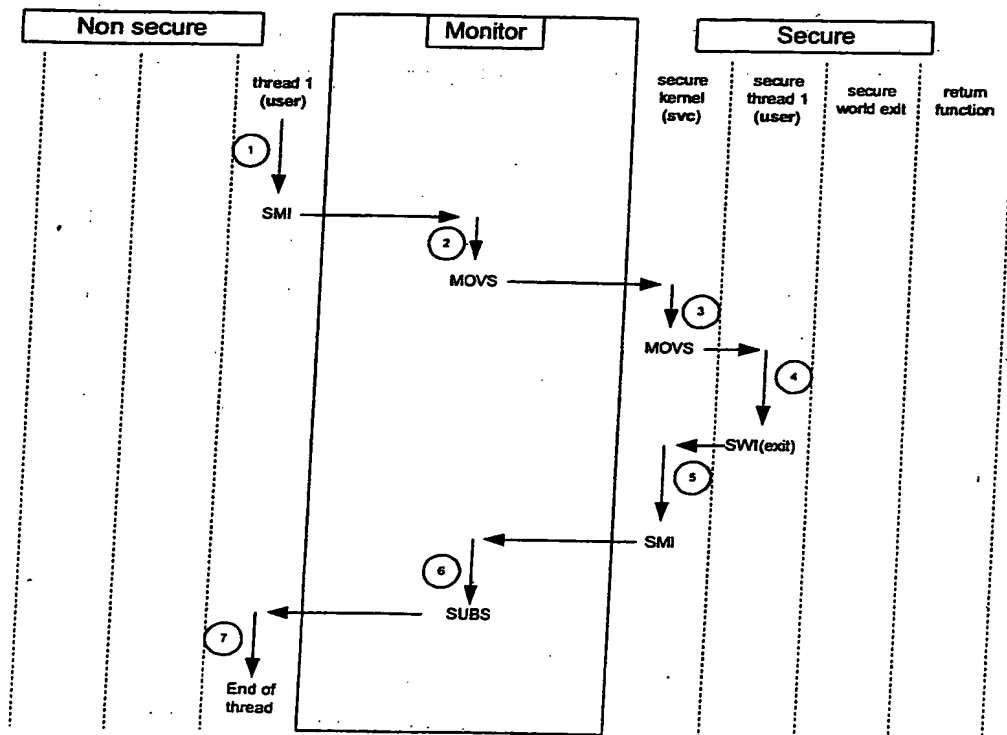 Non secure
Monitor
Secure
thread 1
(user)
secure
kernel
(svc)
secure
thread 1
(user)
secure
world exit
return
function
1
SMI
2
MOVS
3
MOVS
4
SWI(exit)
5
SMI
6
SUBS
7
End of
thread